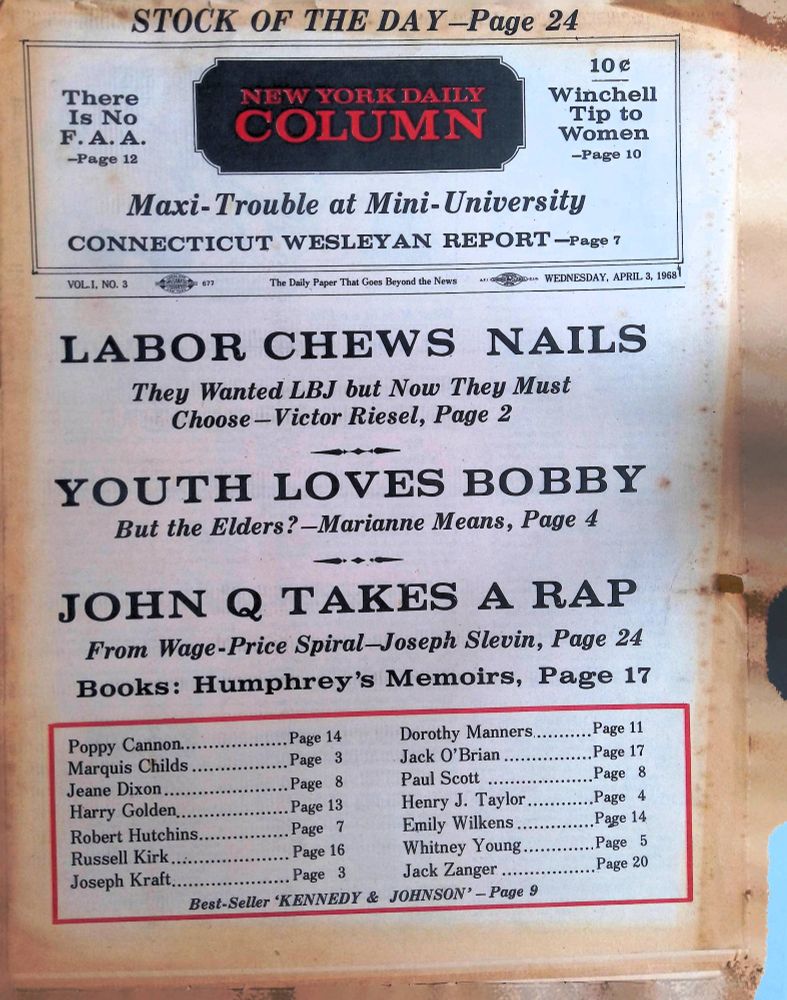 STOCK OF THE DAY—Page 24
There
Is No
F. A. A.
—Page 12
NEW YORK DAILY
COLUMN
10¢
Winchell
Tip to
Women
—Page 10
Maxi-Trouble at Mini-University
CONNECTICUT WESLEYAN REPORT—Page 7
VOL.I, NO. 3
677
The Daily Paper That Goes Beyond the News
WEDNESDAY, APRIL 3, 1968
LABOR CHEWS NAILS
They Wanted LBJ but Now They Must
Choose—Victor Riesel, Page 2
YOUTH LOVES BOBBY
But the Elders?—Marianne Means, Page 4
JOHN Q TAKES A RAP
From Wage-Price Spiral—Joseph Slevin, Page 24
Books: Humphrey's Memoirs, Page 17
Poppy Cannon....................Page 14
Marquis Childs ..................Page 3
Jeane Dixon.......................Page 8
Harry Golden.....................Page 13
Robert Hutchins.................Page 7
Russell Kirk......................Page 16
Joseph Kraft......................Page 3
Dorothy Manners..........Page 11
Jack O'Brian ................Page 17
Paul Scott ....................Page 8
Henry J. Taylor............Page 4
Emily Wilkens ..............Page 14
Whitney Young.............Page 5
Jack Zanger .................Page 20
Best-Seller 'KENNEDY & JOHNSON' — Page 9